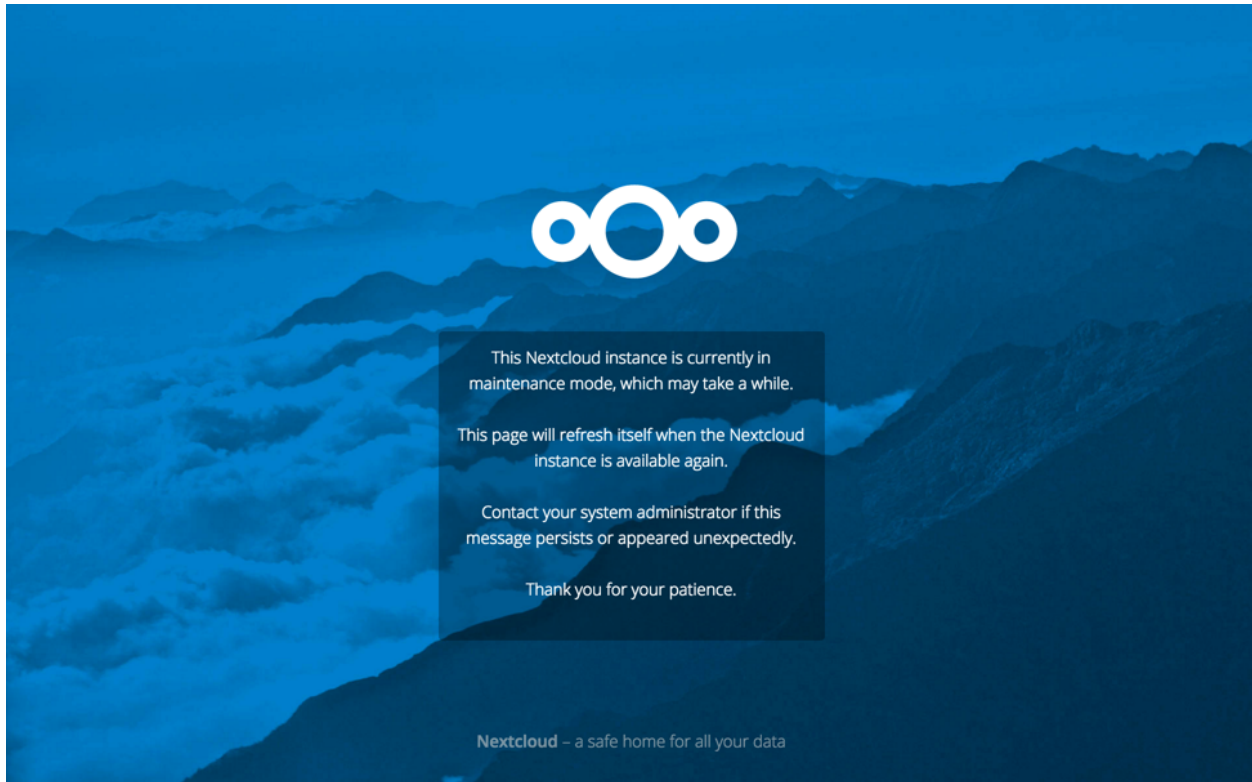 This Nextcloud instance is currently in
maintenance mode, which may take a while.
This page will refresh itself when the Nextcloud
instance is available again.
Contact your system administrator if this
message persists or appeared unexpectedly.
Thank you for your patience.
Nextcloud – a safe home for all your data